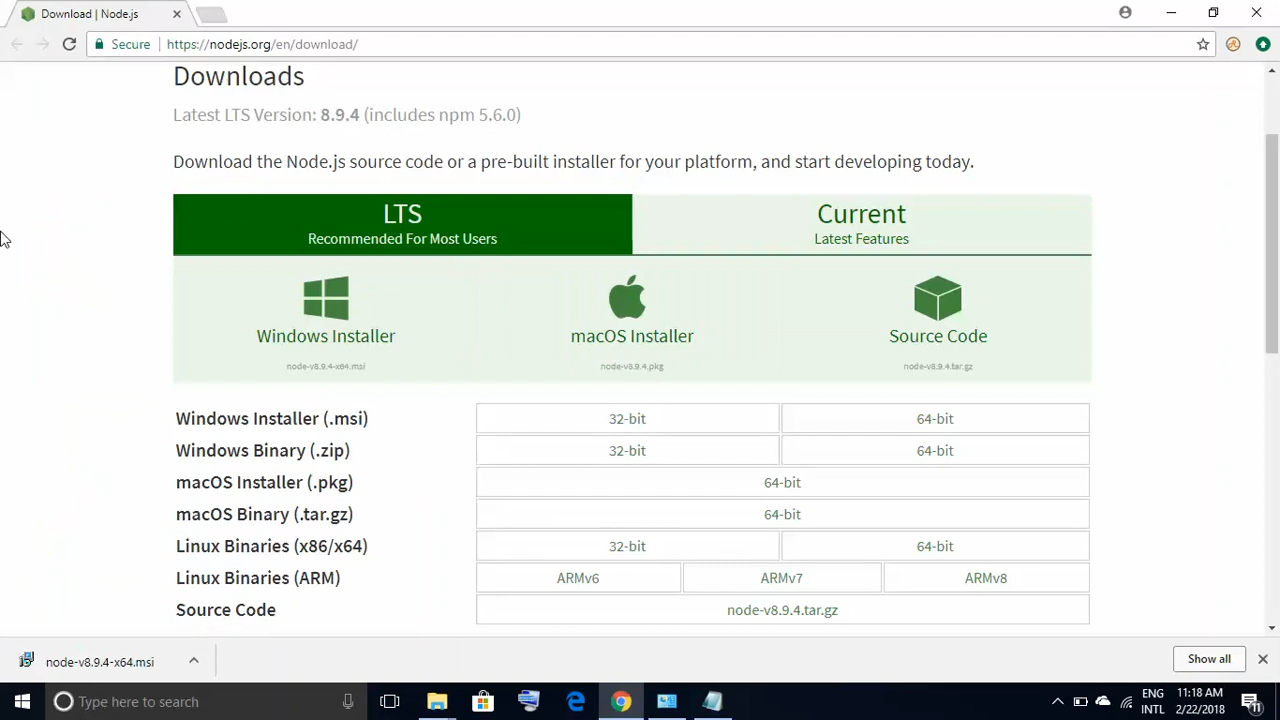 Download | Node.js
Secure https://nodejs.org/en/download/
Downloads
Latest LTS Version: 8.9.4 (includes npm 5.6.0)
Download the Node.js source code or a pre-built installer for your platform, and start developing today.
LTS
Recommended For Most Users
Current
Latest Features
Windows Installer
node-v8.9.4-x64.msi
macOS Installer
node-v8.9.4.pkg
Source Code
node-v8.9.4.tar.gz
Windows Installer (.msi) 32-bit 64-bit
Windows Binary (.zip) 32-bit 64-bit
macOS Installer (.pkg) 64-bit
macOS Binary (.tar.gz) 64-bit
Linux Binaries (x86/x64) 32-bit 64-bit
Linux Binaries (ARM) ARMv6 ARMv7 ARMv8
Source Code node-v8.9.4.tar.gz
node-v8.9.4-x64.msi Show all
Type here to search
ENG
INTL
11:18 AM
2/22/2018
11